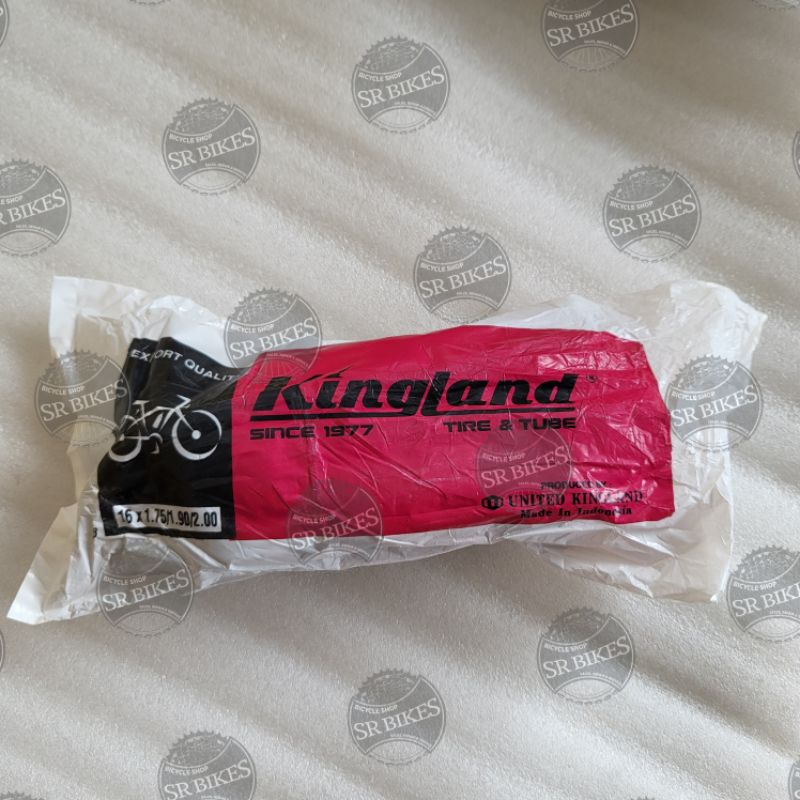 EXPORT QUALITY
Kingland
SINCE 1977 TIRE & TUBE
16 x 1.75/1.90/2.00
PRODUCED BY
UNITED KINGLAND
Made In Indonesia
BICYCLE SHOP
SR BIKES